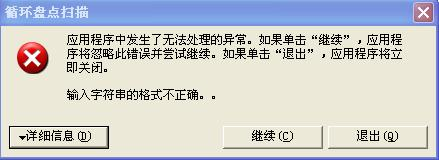 循环盘点扫描
应用程序中发生了无法处理的异常。如果单击“继续”，应用程
序将忽略此错误并尝试继续。如果单击“退出”，应用程序将立
即关闭。
输入字符串的格式不正确。。
详细信息(D)
继续(C)
退出(Q)